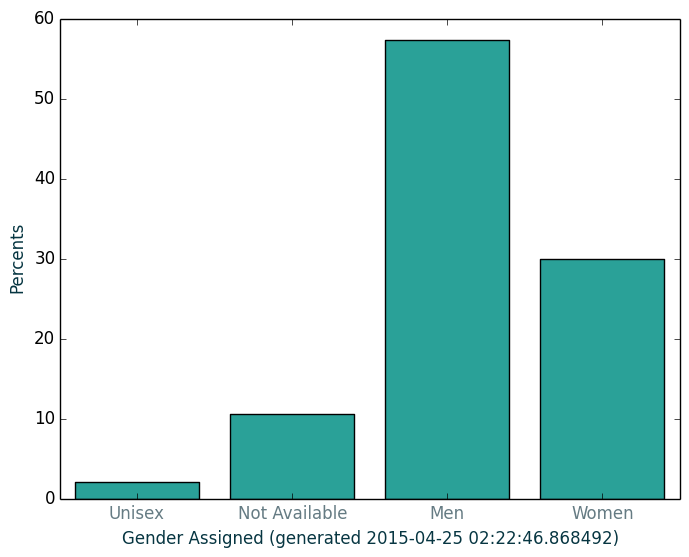 60
50
40
30
20
10
0
Percents
Unisex Not Available Men Women
Gender Assigned (generated 2015-04-25 02:22:46.868492)